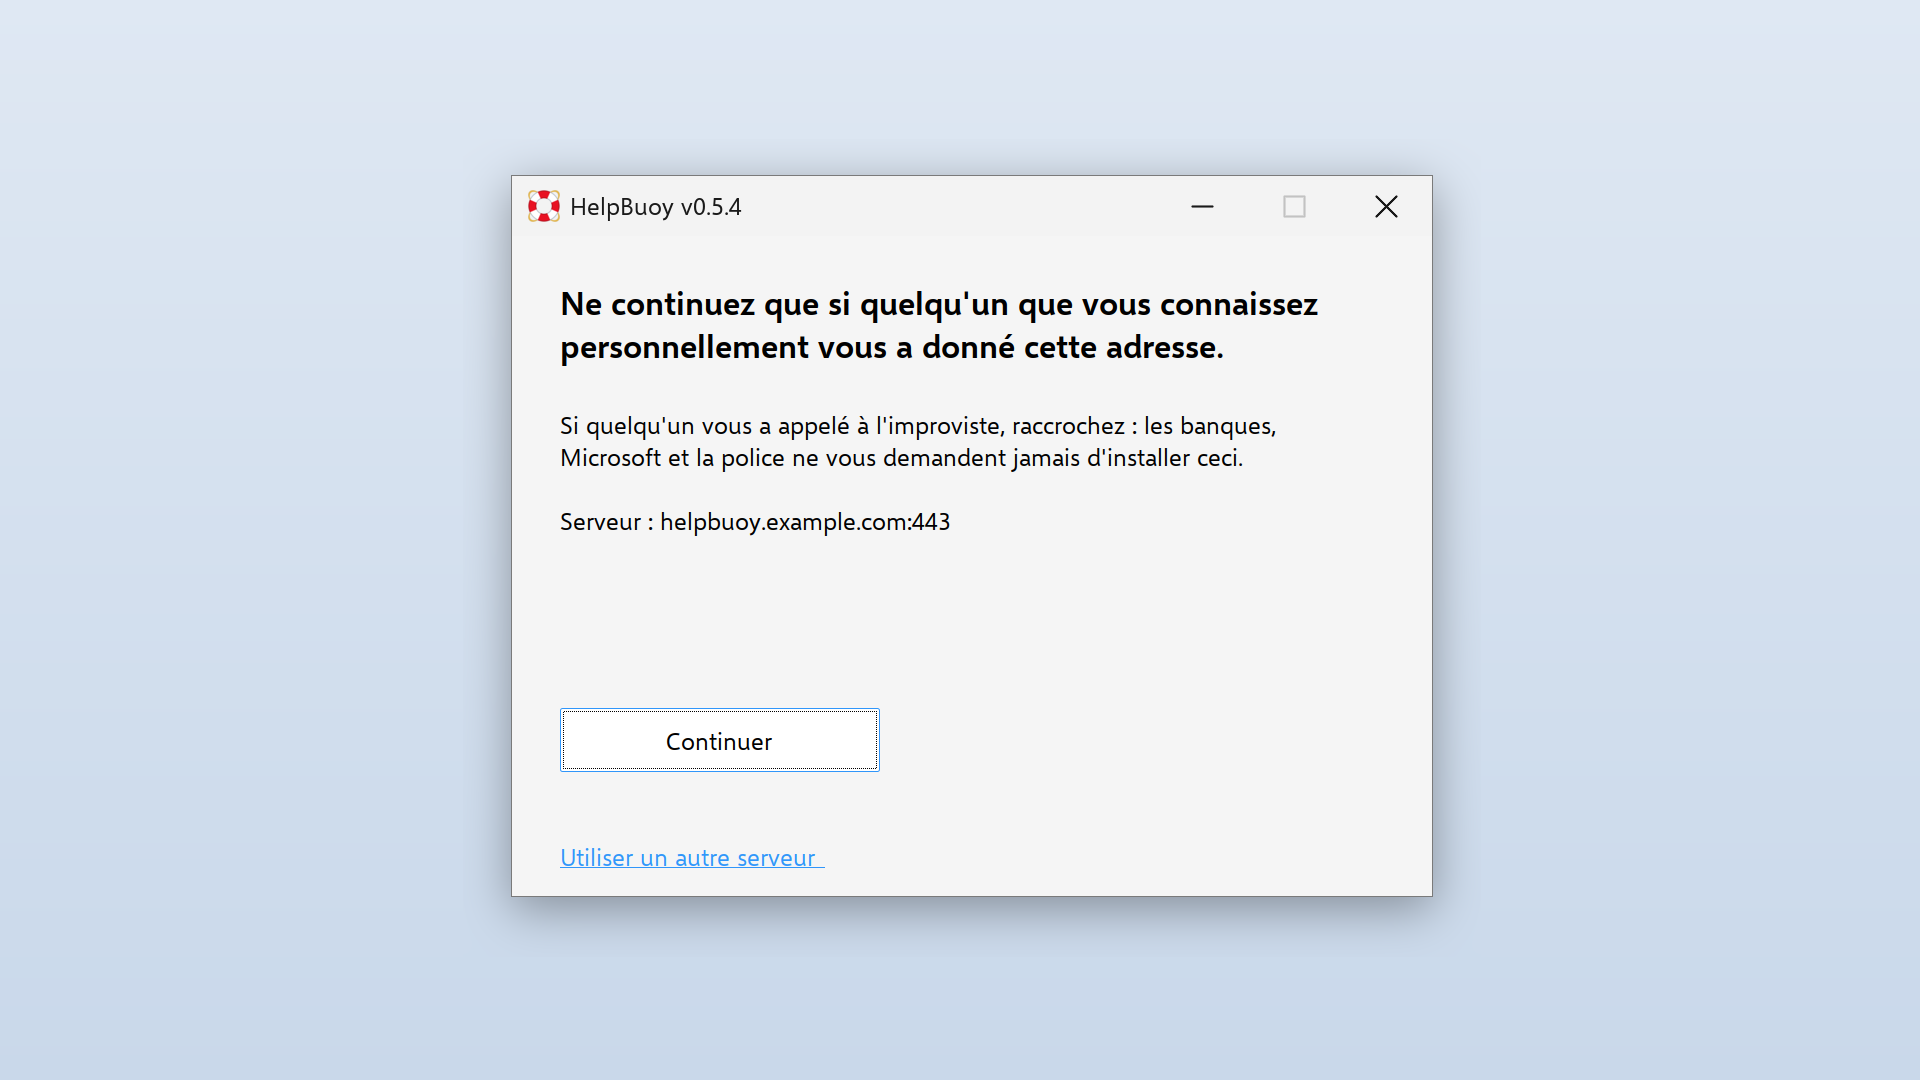 HelpBuoy v0.5.4
Ne continuez que si quelqu'un que vous connaissez
personnellement vous a donné cette adresse.
Si quelqu'un vous a appelé à l'improviste, raccrochez : les banques,
Microsoft et la police ne vous demandent jamais d'installer ceci.
Serveur : helpbuoy.example.com:443
Continuer
Utiliser un autre serveur